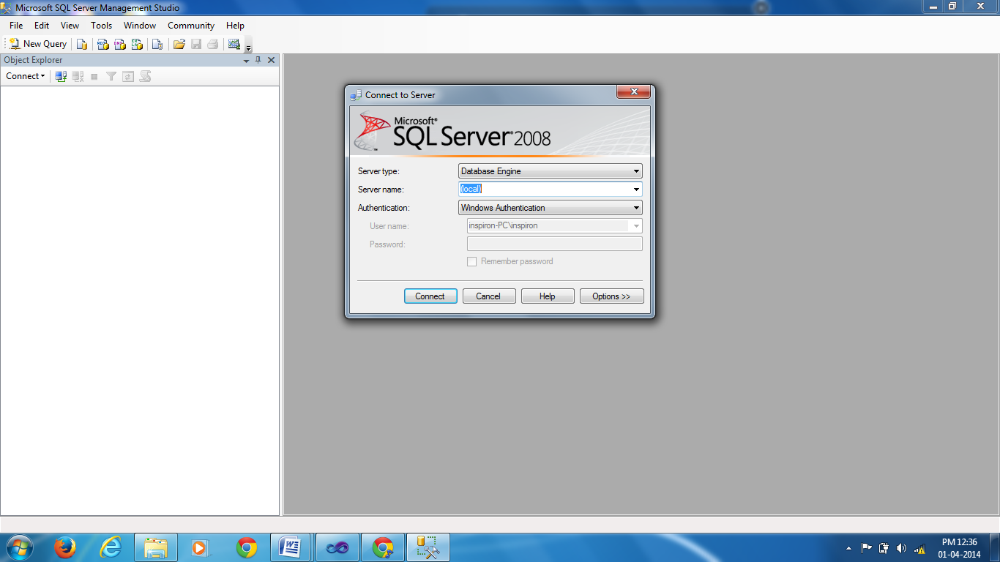 Microsoft SQL Server Management Studio
File Edit View Tools Window Community Help
New Query
Object Explorer
Connect
Connect to Server
Microsoft®
SQL Server® 2008
Server type: Database Engine
Server name: (local)
Authentication: Windows Authentication
User name: inspiron-PC\inspiron
Password:
Remember password
Connect Cancel Help Options >>
PM 12:36
01-04-2014